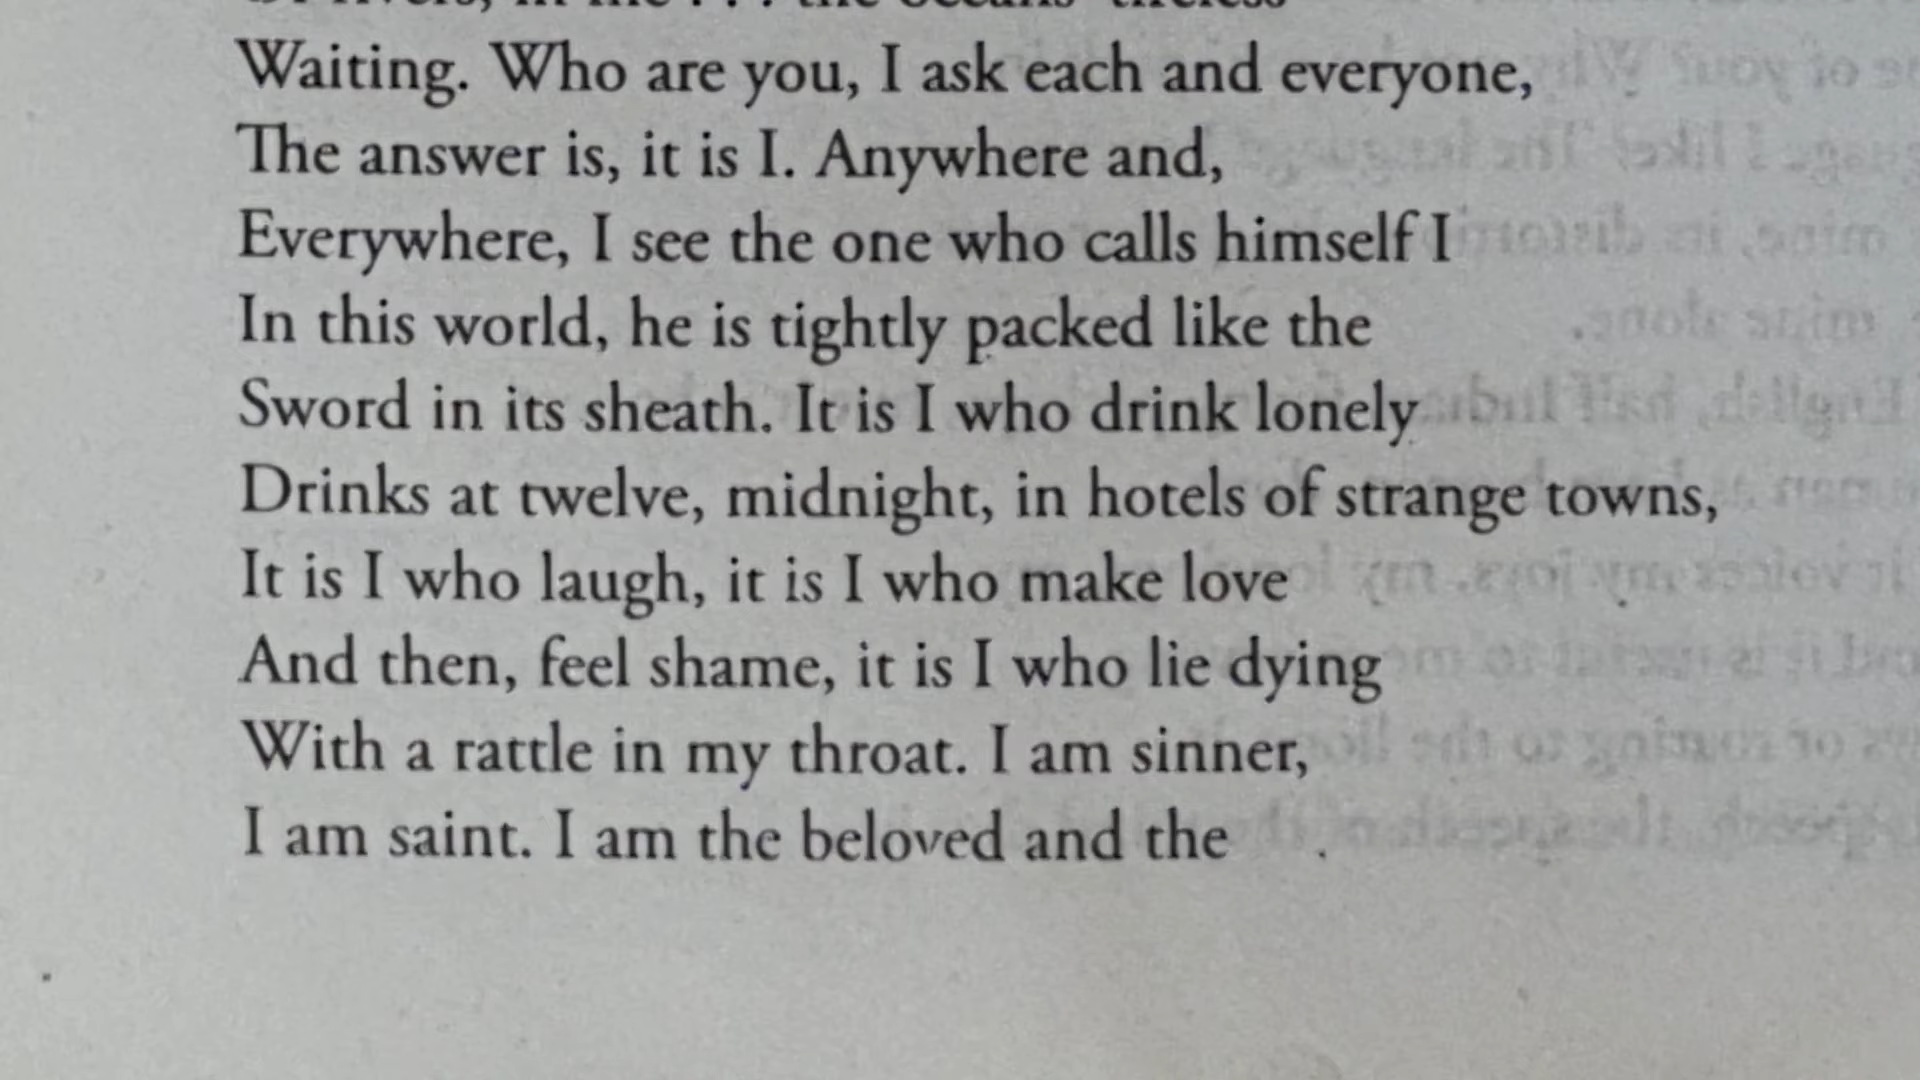 Waiting. Who are you, I ask each and everyone,
The answer is, it is I. Anywhere and,
Everywhere, I see the one who calls himself I
In this world, he is tightly packed like the
Sword in its sheath. It is I who drink lonely
Drinks at twelve, midnight, in hotels of strange towns,
It is I who laugh, it is I who make love
And then, feel shame, it is I who lie dying
With a rattle in my throat. I am sinner,
I am saint. I am the beloved and the